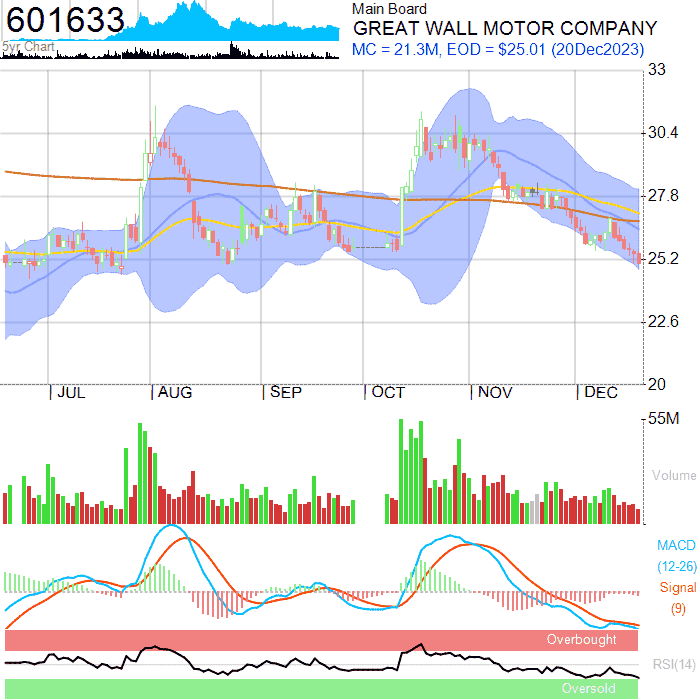 601633
5yr Chart
Main Board
GREAT WALL MOTOR COMPANY
MC = 21.3M, EOD = $25.01 (20Dec2023)
33
30.4
27.8
25.2
22.6
20
JUL AUG SEP OCT NOV DEC
55M
Volume
MACD
(12-26)
Signal
(9)
Overbought
RSI(14)
Oversold